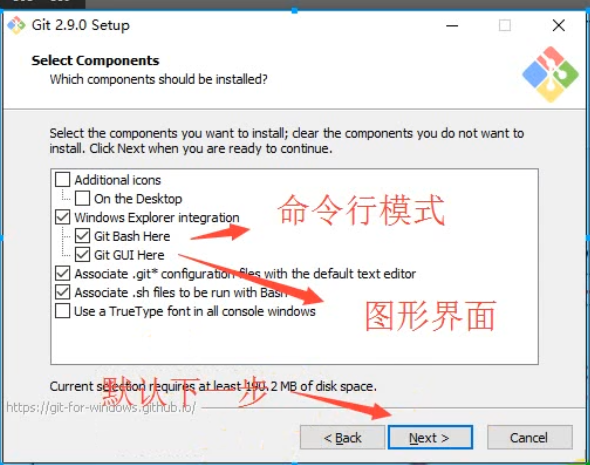 Git 2.9.0 Setup
Select Components
Which components should be installed?
Select the components you want to install; clear the components you do not want to
install. Click Next when you are ready to continue.
Additional icons
On the Desktop
Windows Explorer integration
命令行模式
Git Bash Here
Git GUI Here
Associate .git* configuration files with the default text editor
Associate .sh files to be run with Bash
Use a TrueType font in all console windows
图形界面
Current selection requires at least 190.2 MB of disk space.
默认下一步
https://git-for-windows.github.io/
< Back
Next >
Cancel